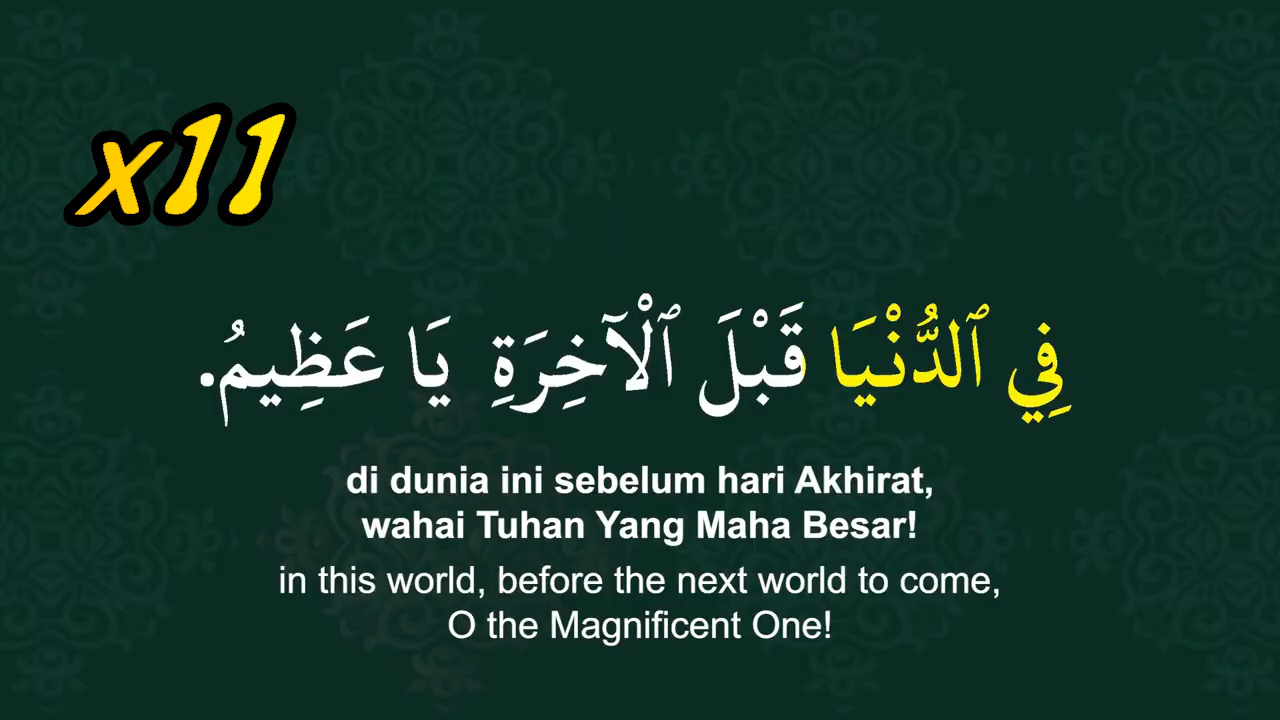 x11
فِي ٱلدُّنْيَا قَبْلَ ٱلْآخِرَةِ يَا عَظِيمُ.
di dunia ini sebelum hari Akhirat,
wahai Tuhan Yang Maha Besar!
in this world, before the next world to come,
O the Magnificent One!